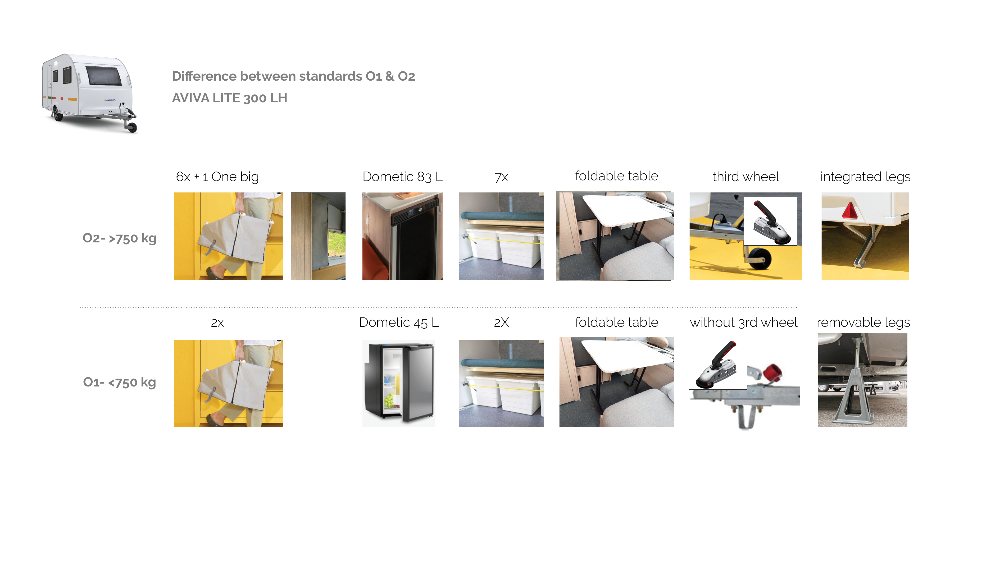 Difference between standards O1 & O2
AVIVA LITE 300 LH
ADRIA
6x + 1 One big
Dometic 83 L
7x
foldable table
third wheel
integrated legs
O2- >750 kg
2x
Dometic 45 L
2X
foldable table
without 3rd wheel
removable legs
O1- <750 kg